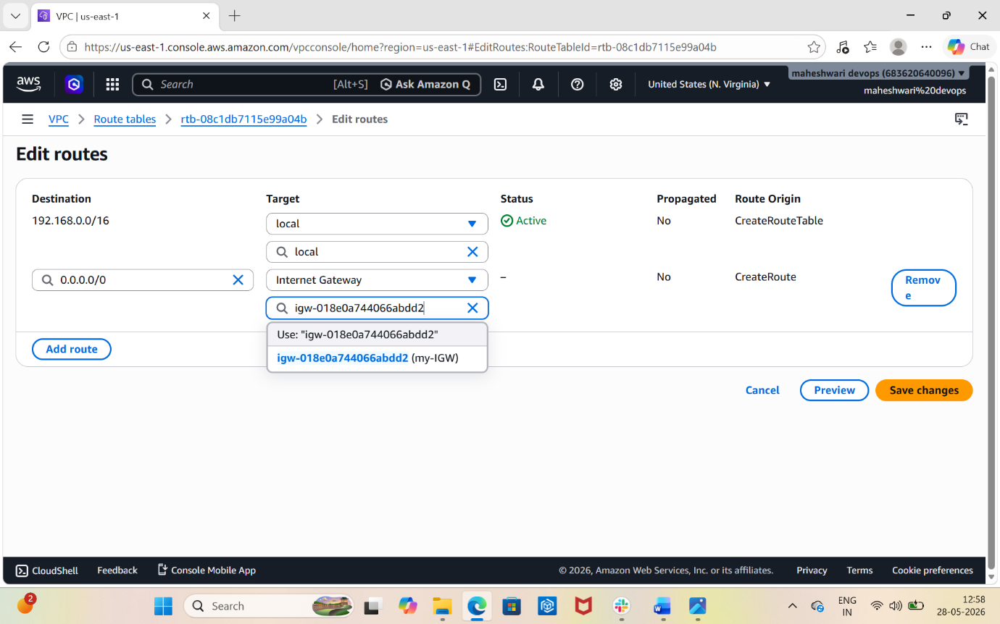 VPC | us-east-1
https://us-east-1.console.aws.amazon.com/vpcconsole/home?region=us-east-1#EditRoutes:RouteTableId=rtb-08c1db7115e99a04b
Chat
aws
Search
[Alt+S]
Ask Amazon Q
United States (N. Virginia)
maheshwari devops (683620640096)
maheshwari%20devops
VPC
Route tables
rtb-08c1db7115e99a04b
Edit routes
Edit routes
Destination
Target
Status
Propagated
Route Origin
192.168.0.0/16
local
Active
No
CreateRouteTable
local
0.0.0.0/0
Internet Gateway
–
No
CreateRoute
Remov
e
igw-018e0a744066abdd2
Use: "igw-018e0a744066abdd2"
igw-018e0a744066abdd2 (my-IGW)
Add route
Cancel
Preview
Save changes
CloudShell
Feedback
Console Mobile App
© 2026, Amazon Web Services, Inc. or its affiliates.
Privacy
Terms
Cookie preferences
2
Search
ENG
IN
12:58
28-05-2026